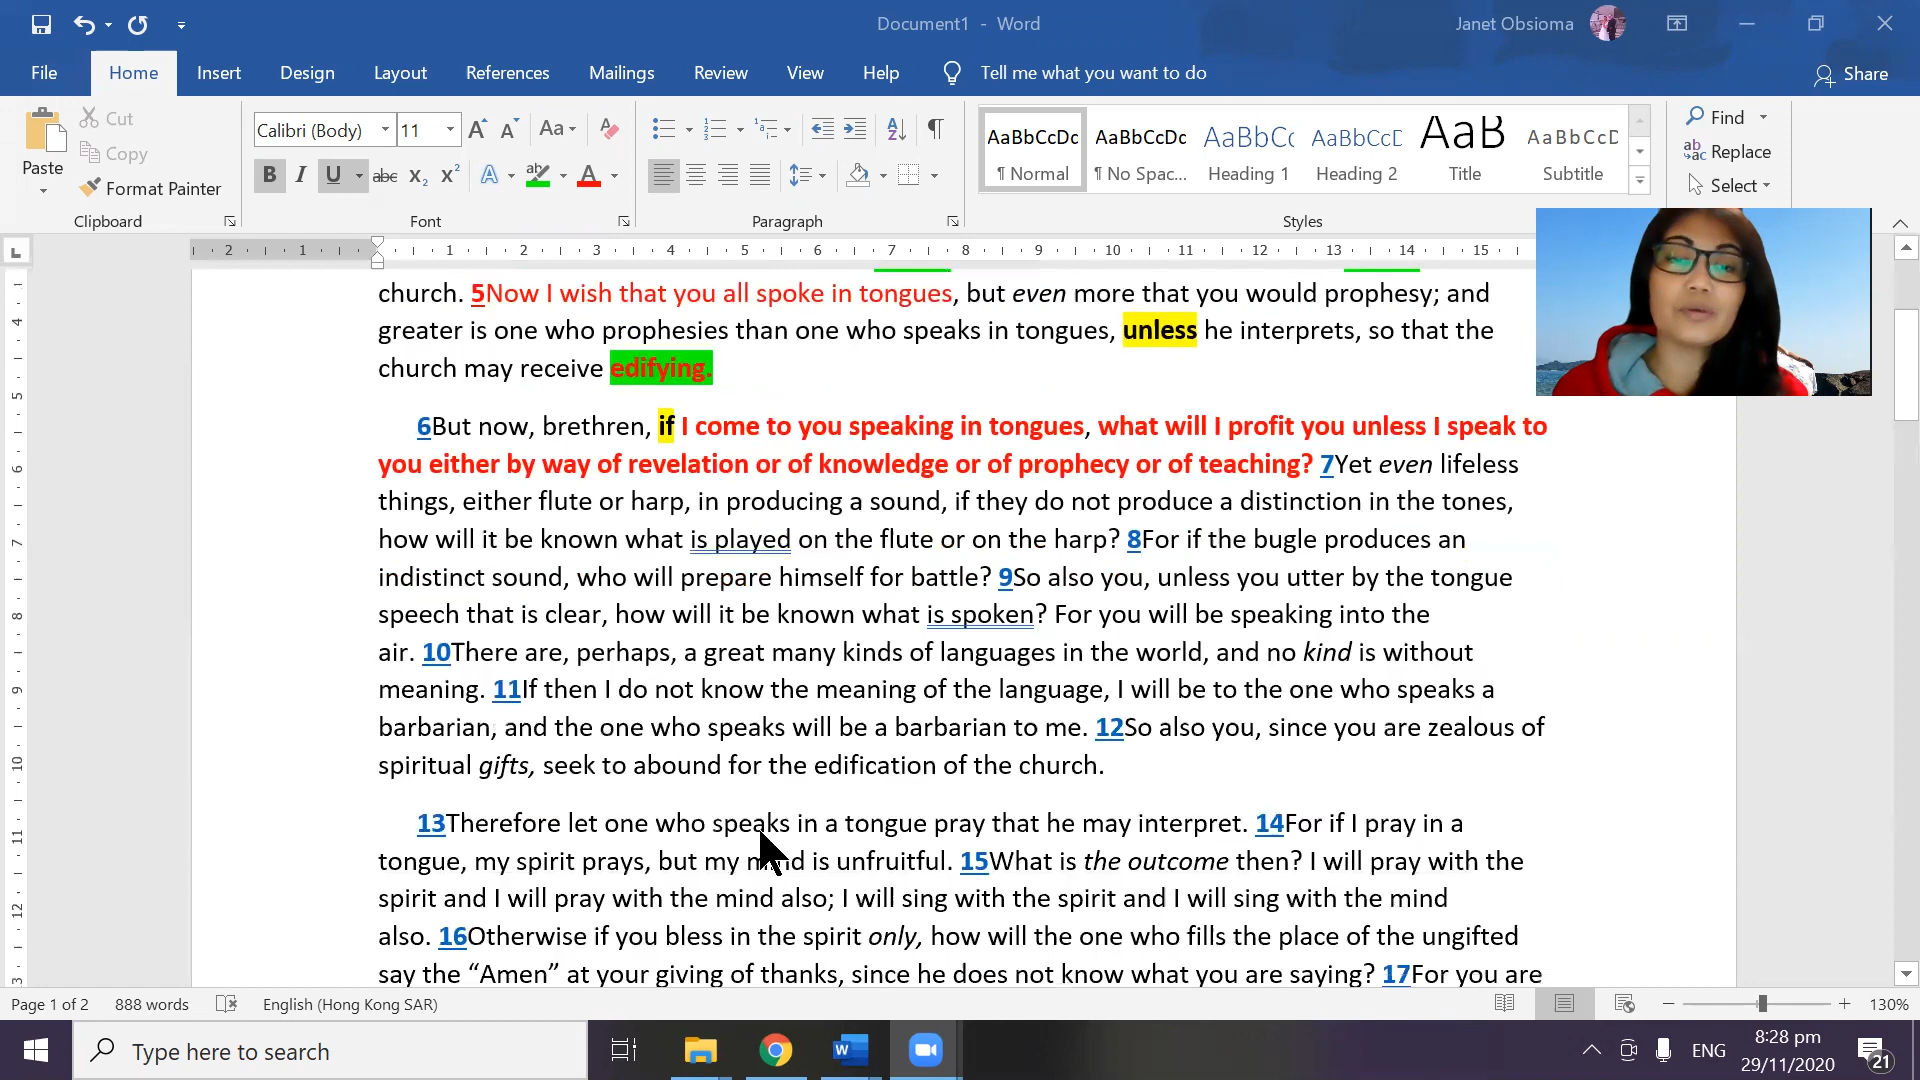 Document1 - Word
Janet Obsioma
File Home Insert Design Layout References Mailings Review View Help Tell me what you want to do Share
Paste
Cut
Copy
Format Painter
Clipboard
Calibri (Body) 11
Font
Paragraph
AaBbCcDc AaBbCcDc AaBbC( AaBbCcD AaB AaBbCcD
¶ Normal ¶ No Spac... Heading 1 Heading 2 Title Subtitle
Styles
Find
Replace
Select
2 1 1 2 3 4 5 6 7 8 9 10 11 12 13 14 15
church. 5Now I wish that you all spoke in tongues, but even more that you would prophesy; and
greater is one who prophesies than one who speaks in tongues, unless he interprets, so that the
church may receive edifying.
6But now, brethren, if I come to you speaking in tongues, what will I profit you unless I speak to
you either by way of revelation or of knowledge or of prophecy or of teaching? 7Yet even lifeless
things, either flute or harp, in producing a sound, if they do not produce a distinction in the tones,
how will it be known what is played on the flute or on the harp? 8For if the bugle produces an
indistinct sound, who will prepare himself for battle? 9So also you, unless you utter by the tongue
speech that is clear, how will it be known what is spoken? For you will be speaking into the
air. 10There are, perhaps, a great many kinds of languages in the world, and no kind is without
meaning. 11If then I do not know the meaning of the language, I will be to the one who speaks a
barbarian, and the one who speaks will be a barbarian to me. 12So also you, since you are zealous of
spiritual gifts, seek to abound for the edification of the church.
13Therefore let one who speaks in a tongue pray that he may interpret. 14For if I pray in a
tongue, my spirit prays, but my mind is unfruitful. 15What is the outcome then? I will pray with the
spirit and I will pray with the mind also; I will sing with the spirit and I will sing with the mind
also. 16Otherwise if you bless in the spirit only, how will the one who fills the place of the ungifted
say the “Amen” at your giving of thanks, since he does not know what you are saying? 17For you are
Page 1 of 2 888 words English (Hong Kong SAR) 130%
Type here to search
ENG
8:28 pm
29/11/2020
21